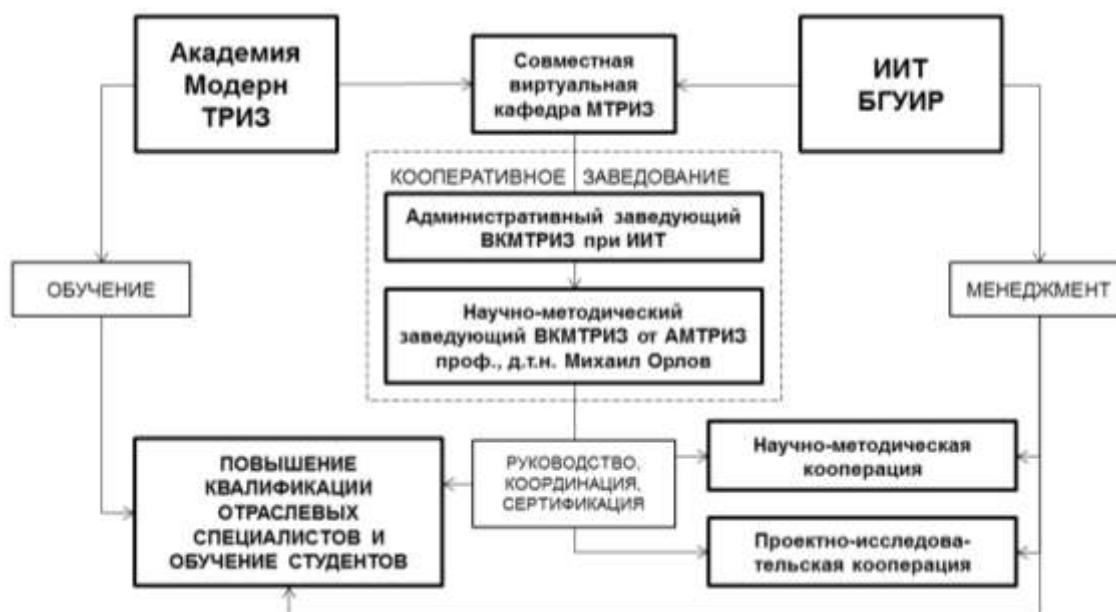 Академия
Модерн
ТРИЗ
Совместная
виртуальная
кафедра МТРИЗ
ИИТ
БГУИР
КООПЕРАТИВНОЕ ЗАВЕДОВАНИЕ
Административный заведующий
ВКМТРИЗ при ИИТ
ОБУЧЕНИЕ
МЕНЕДЖМЕНТ
Научно-методический
заведующий ВКМТРИЗ от АМТРИЗ
проф., д.т.н. Михаил Орлов
ПОВЫШЕНИЕ
КВАЛИФИКАЦИИ
ОТРАСЛЕВЫХ
СПЕЦИАЛИСТОВ И
ОБУЧЕНИЕ СТУДЕНТОВ
РУКОВОДСТВО,
КООРДИНАЦИЯ,
СЕРТИФИКАЦИЯ
Научно-методическая
кооперация
Проектно-исследова-
тельская кооперация